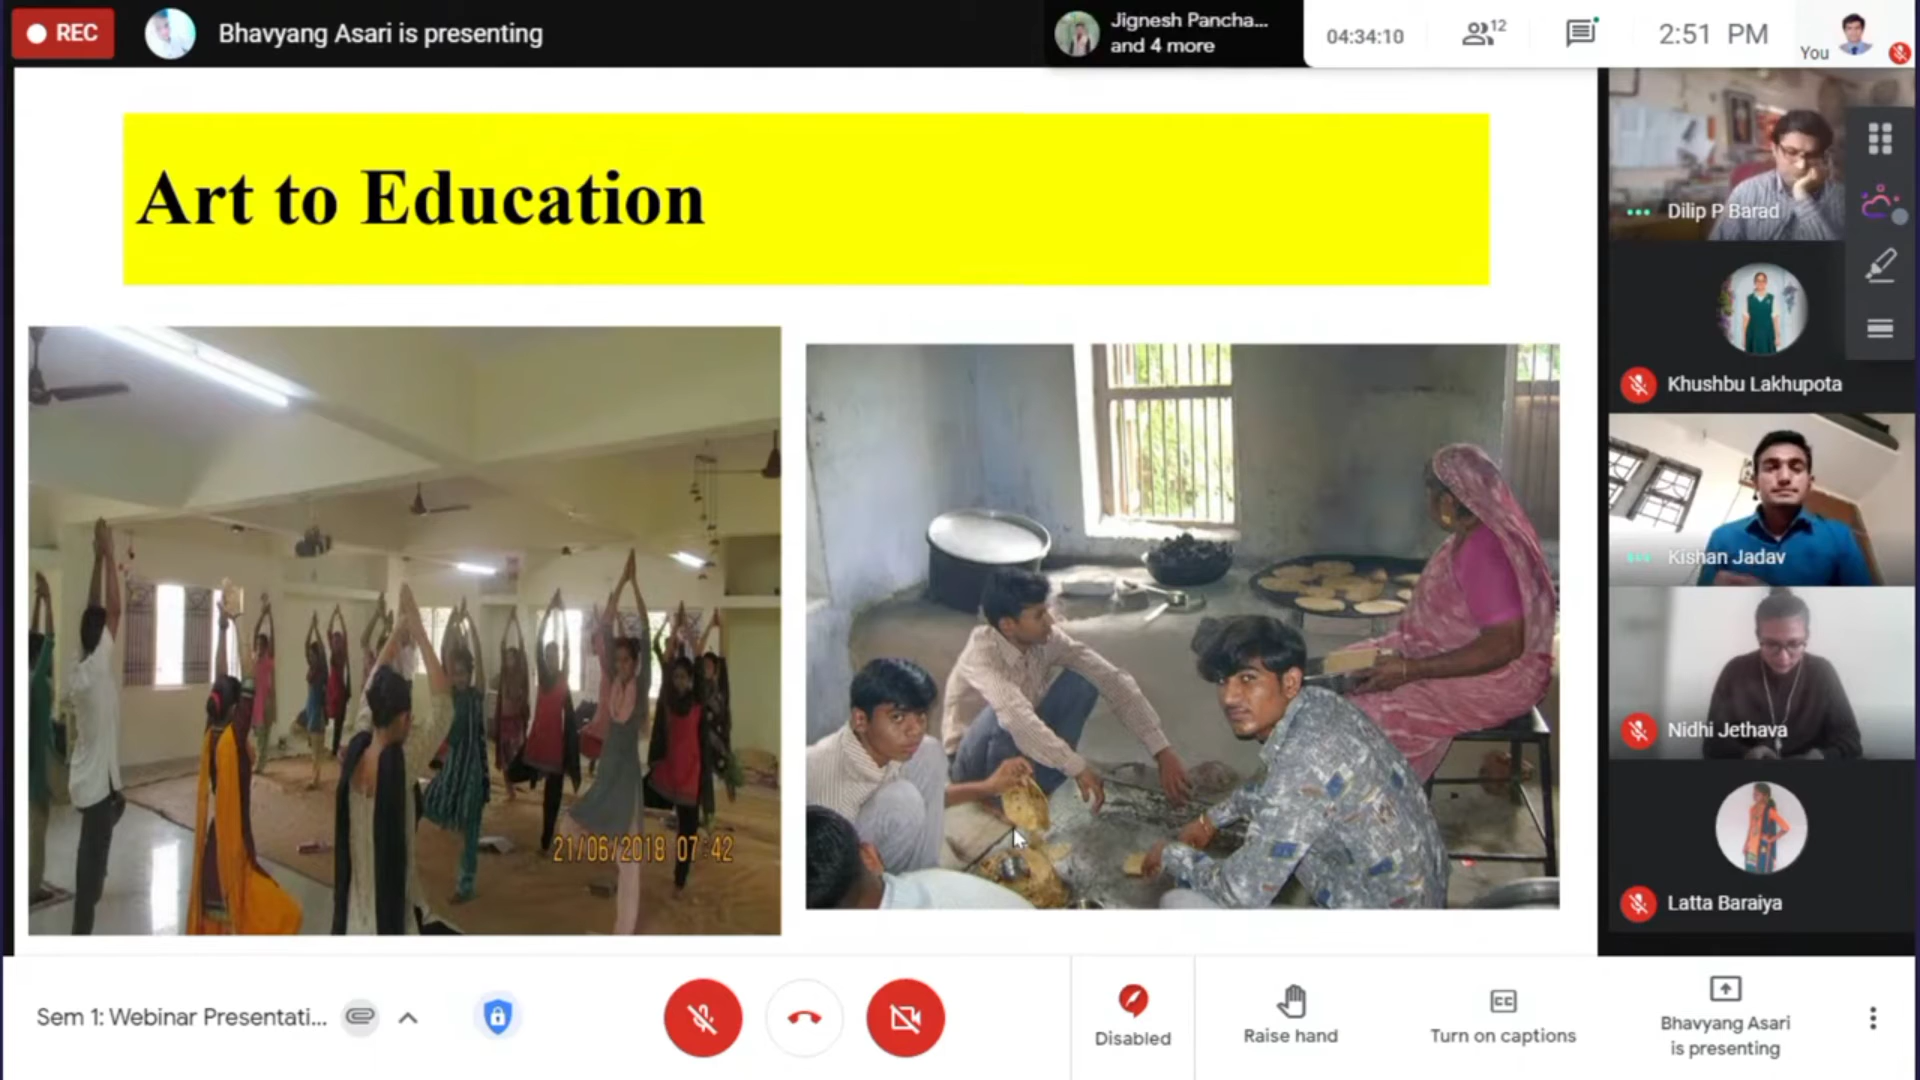 REC
Bhavyang Asari is presenting
Jignesh Pancha...
and 4 more
04:34:10
12
2:51 PM
You
Art to Education
Dilip P Barad
Khushbu Lakhupota
Kishan Jadav
Nidhi Jethava
Latta Baraiya
21/06/2018 07:42
Sem 1: Webinar Presentati...
Disabled
Raise hand
CC
Turn on captions
Bhavyang Asari
is presenting